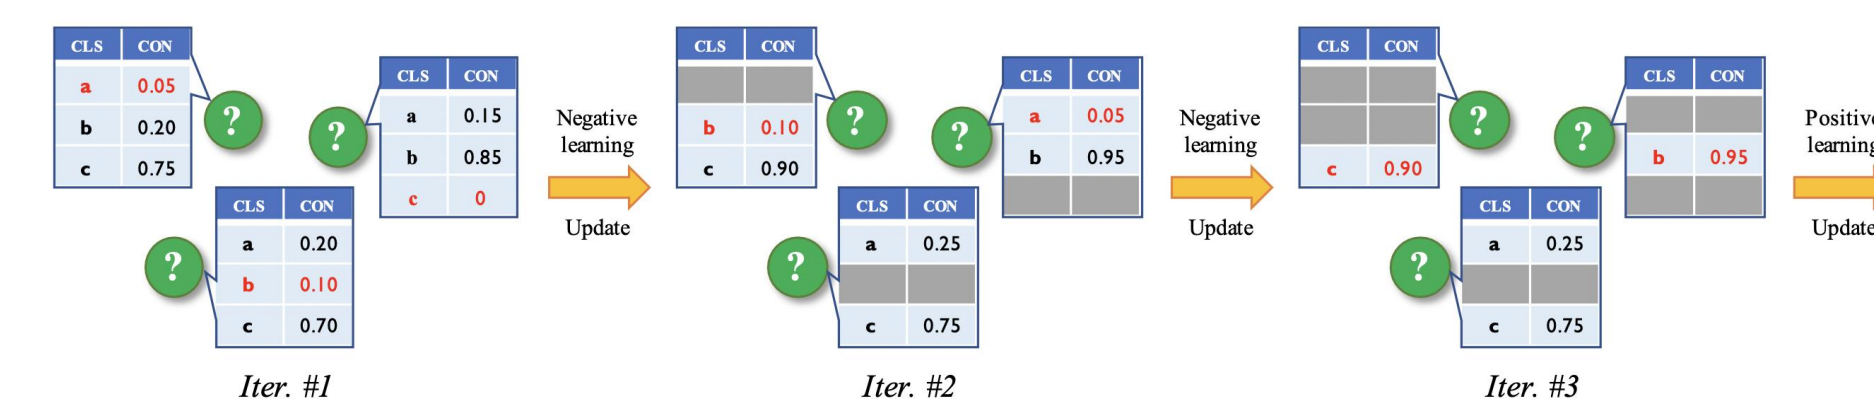 CLS CON
a 0.05
b 0.20
c 0.75
?
CLS CON
a 0.15
b 0.85
c 0
?
CLS CON
a 0.20
b 0.10
c 0.70
?
Iter. #1
Negative
learning
Update
CLS CON
b 0.10
c 0.90
?
CLS CON
a 0.05
b 0.95
?
CLS CON
a 0.25
c 0.75
?
Iter. #2
Negative
learning
Update
CLS CON
c 0.90
?
CLS CON
b 0.95
?
CLS CON
a 0.25
c 0.75
?
Iter. #3
Positive
learning
Update